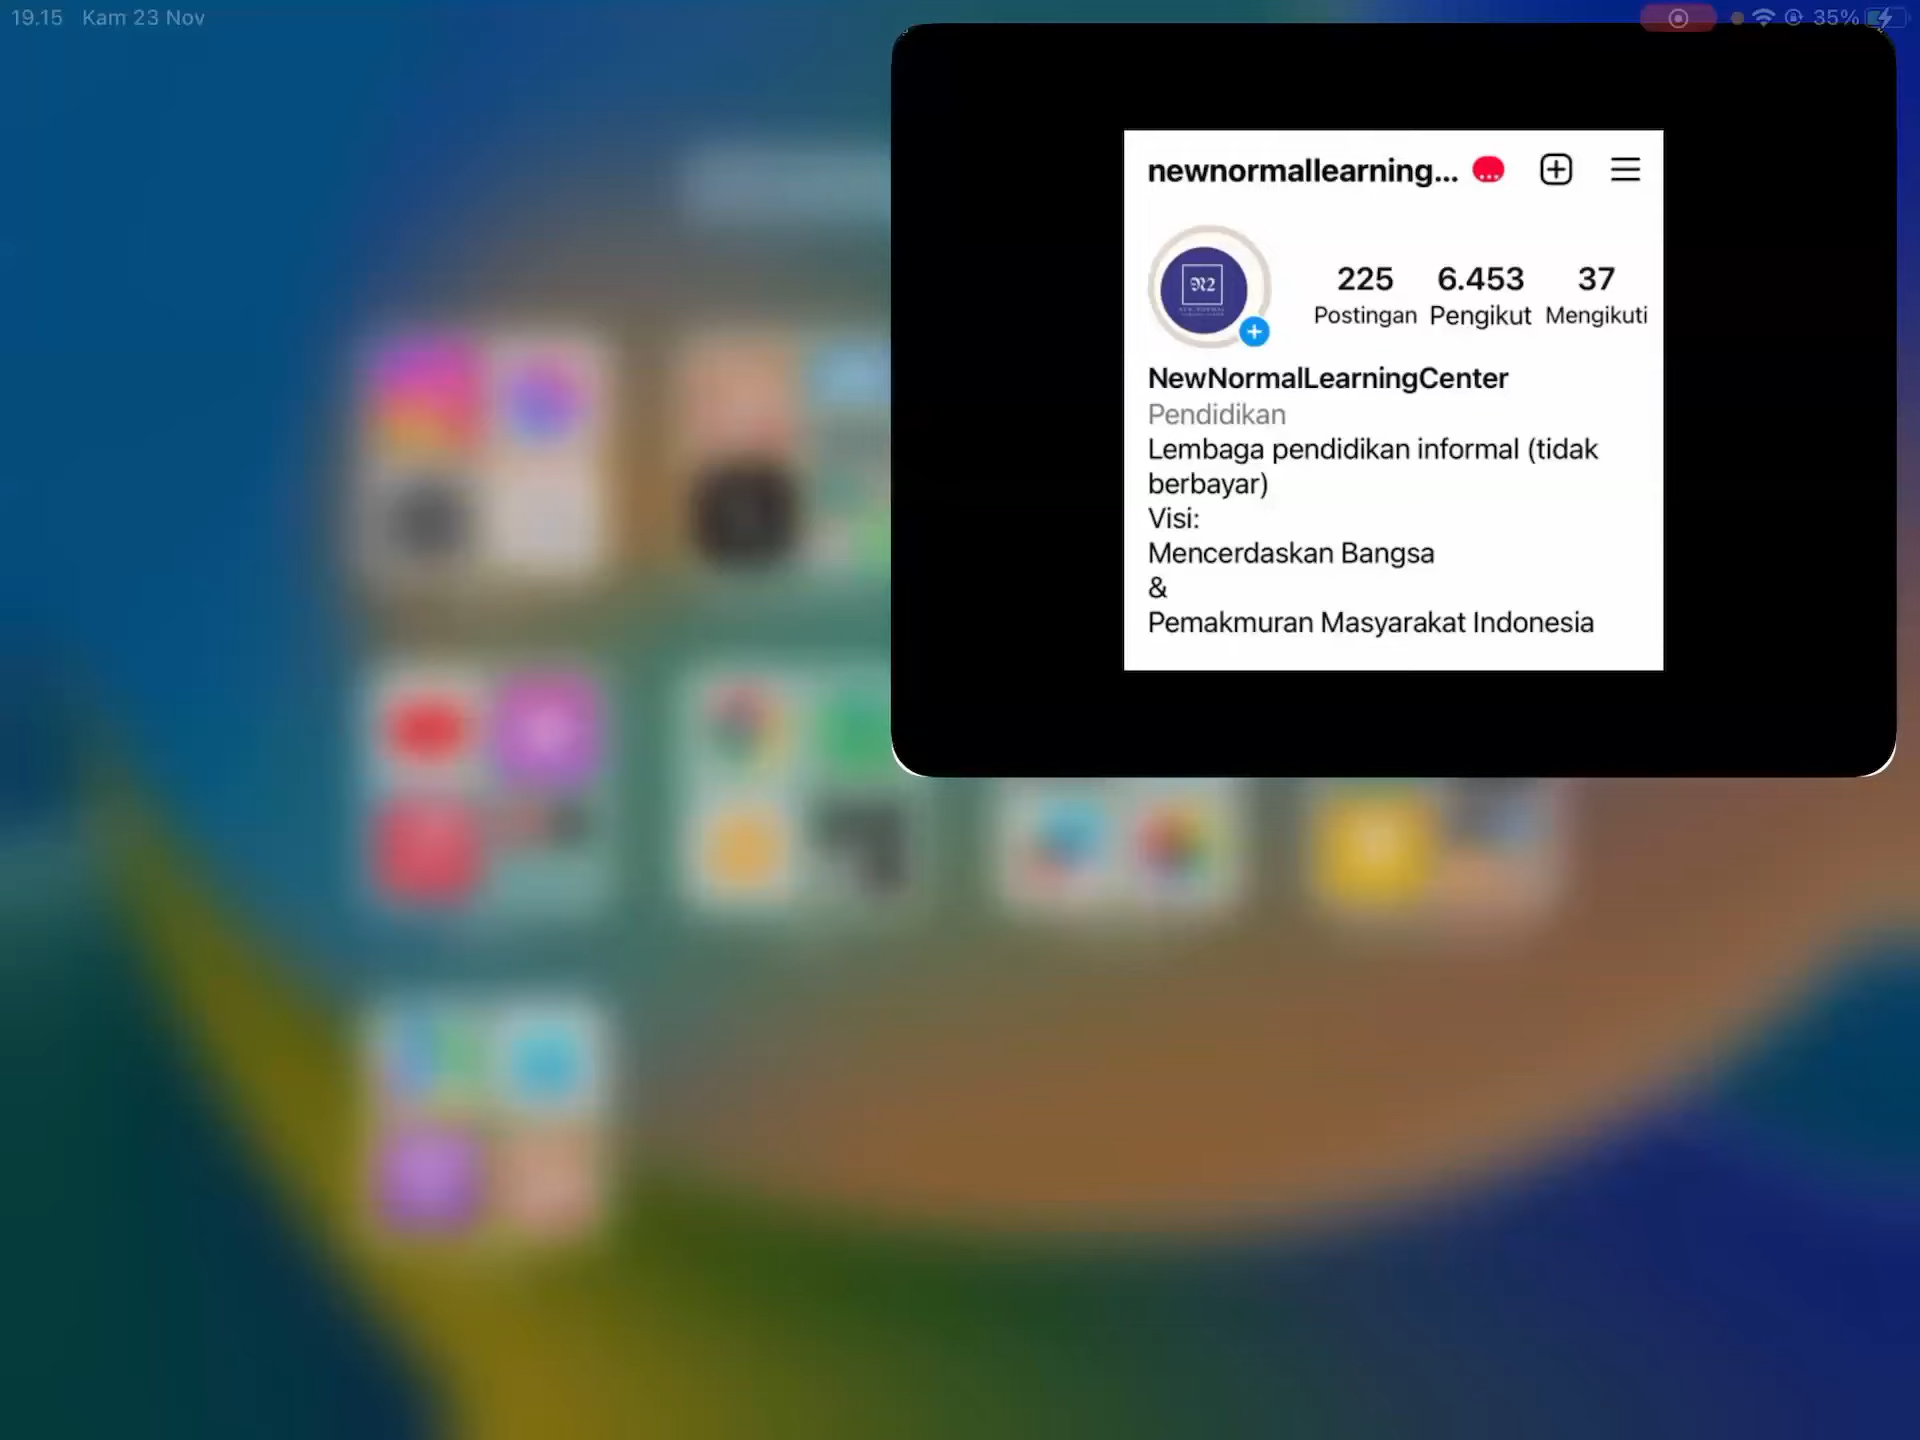 19.15 Kam 23 Nov
35%
newnormallearning...
225 6.453 37
Postingan Pengikut Mengikuti
NewNormalLearningCenter
Pendidikan
Lembaga pendidikan informal (tidak
berbayar)
Visi:
Mencerdaskan Bangsa
&
Pemakmuran Masyarakat Indonesia